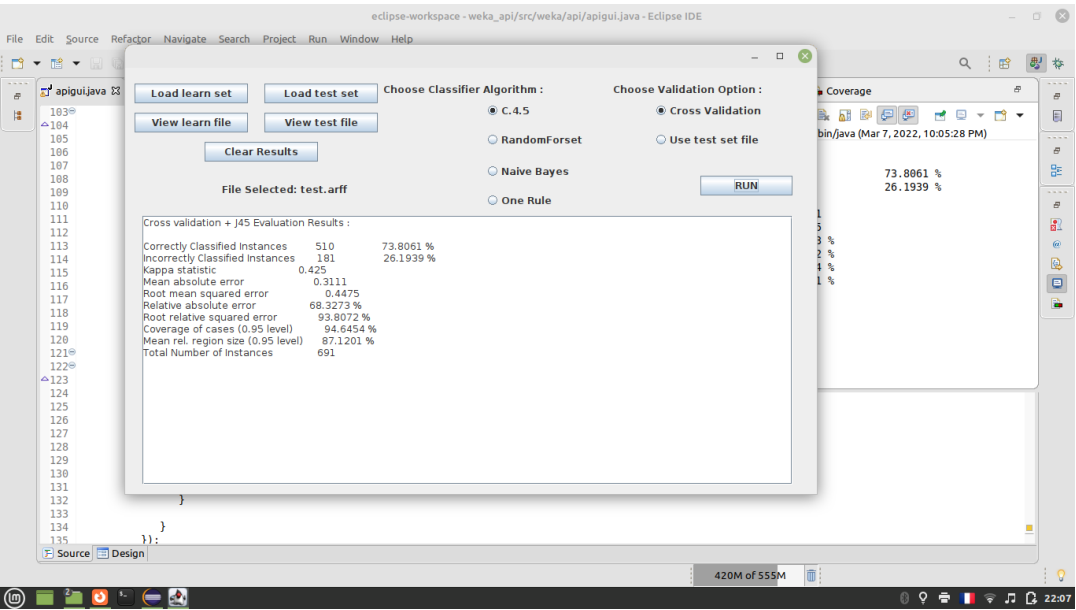 eclipse-workspace - weka_api/src/weka/api/apigui.java - Eclipse IDE
File Edit Source Refactor Navigate Search Project Run Window Help
apigui.java
Coverage
Load learn set Load test set Choose Classifier Algorithm : Choose Validation Option :
C.4.5 Cross Validation
View learn file View test file
RandomForset Use test set file
bin/java (Mar 7, 2022, 10:05:28 PM)
Clear Results
Naive Bayes
RUN
File Selected: test.arff
One Rule
73.8061 %
26.1939 %
3 %
2 %
4 %
1 %
Cross validation + J45 Evaluation Results :
Correctly Classified Instances 510 73.8061 %
Incorrectly Classified Instances 181 26.1939 %
Kappa statistic 0.425
Mean absolute error 0.3111
Root mean squared error 0.4475
Relative absolute error 68.3273 %
Root relative squared error 93.8072 %
Coverage of cases (0.95 level) 94.6454 %
Mean rel. region size (0.95 level) 87.1201 %
Total Number of Instances 691
103
104
105
106
107
108
109
110
111
112
113
114
115
116
117
118
119
120
121
122
123
124
125
126
127
128
129
130
131
132 }
133
134 }
135 });
Source Design
420M of 555M
22:07